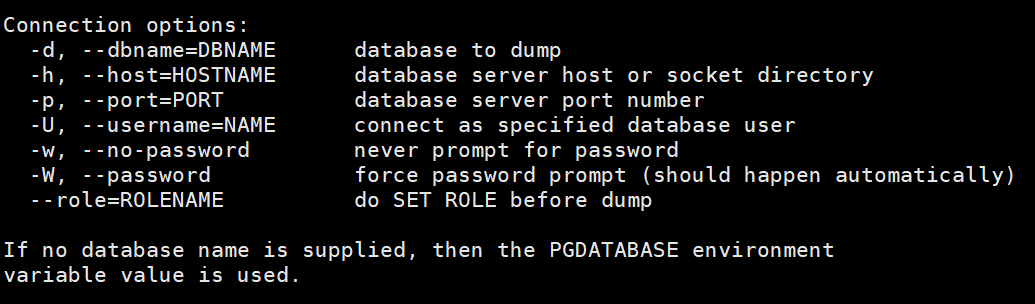 Connection options:
  -d, --dbname=DBNAME      database to dump
  -h, --host=HOSTNAME      database server host or socket directory
  -p, --port=PORT          database server port number
  -U, --username=NAME      connect as specified database user
  -w, --no-password        never prompt for password
  -W, --password           force password prompt (should happen automatically)
  --role=ROLENAME          do SET ROLE before dump

If no database name is supplied, then the PGDATABASE environment
variable value is used.